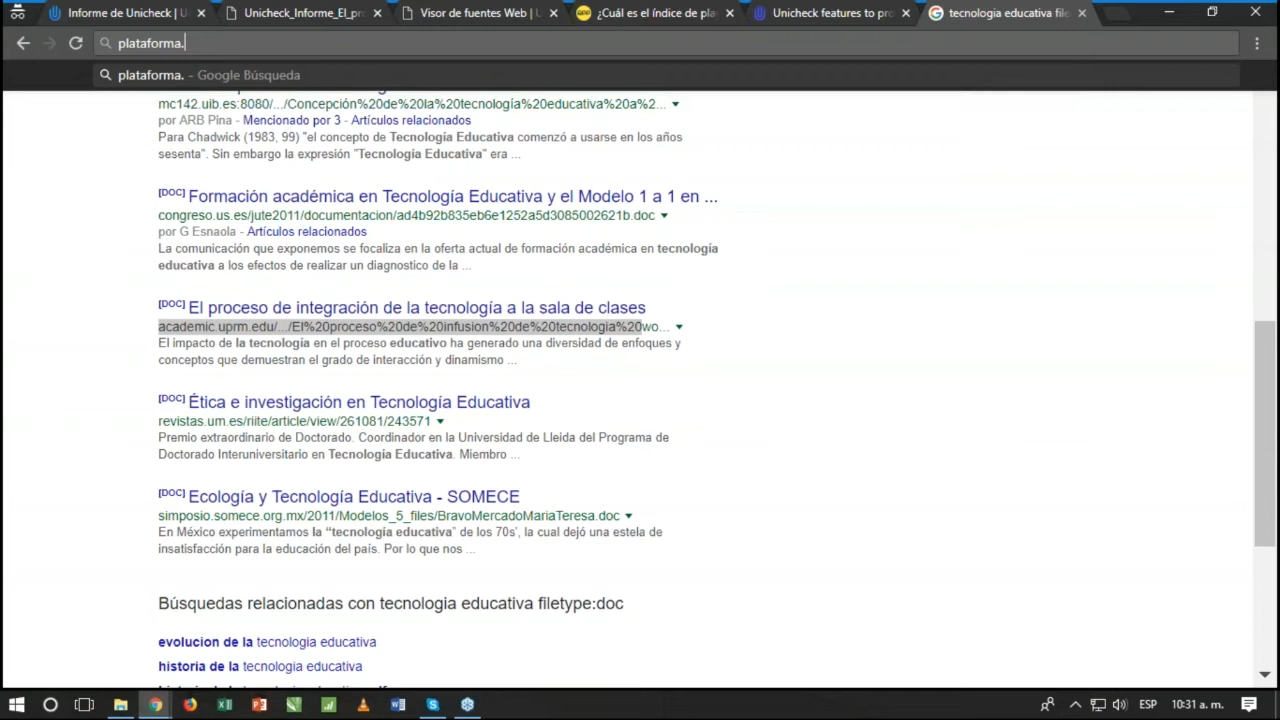 Informe de Unicheck | U
Unicheck_Informe_El_pro
Visor de fuentes Web | U
¿Cuál es el índice de pla
Unicheck features to pro
tecnologia educativa file
plataforma.
plataforma. - Google Búsqueda
mc142.uib.es:8080/.../Concepción%20de%20la%20tecnología%20educativa%20a%2...
por ARB Pina - Mencionado por 3 - Artículos relacionados
Para Chadwick (1983, 99) "el concepto de Tecnología Educativa comenzó a usarse en los años
sesenta". Sin embargo la expresión "Tecnologia Educativa" era ...
[DOC] Formación académica en Tecnología Educativa y el Modelo 1 a 1 en ...
congreso.us.es/jute2011/documentacion/ad4b92b835eb6e1252a5d3085002621b.doc
por G Esnaola - Artículos relacionados
La comunicación que exponemos se focaliza en la oferta actual de formación académica en tecnología
educativa a los efectos de realizar un diagnostico de la ...
[DOC] El proceso de integración de la tecnología a la sala de clases
academic.uprm.edu/.../El%20proceso%20de%20infusion%20de%20tecnologia%20wo...
El impacto de la tecnología en el proceso educativo ha generado una diversidad de enfoques y
conceptos que demuestran el grado de interacción y dinamismo ...
[DOC] Ética e investigación en Tecnología Educativa
revistas.um.es/riite/article/view/261081/243571
Premio extraordinario de Doctorado. Coordinador en la Universidad de Lleida del Programa de
Doctorado Interuniversitario en Tecnología Educativa. Miembro ...
[DOC] Ecología y Tecnología Educativa - SOMECE
simposio.somece.org.mx/2011/Modelos_5_files/BravoMercadoMariaTeresa.doc
En México experimentamos la “tecnología educativa” de los 70s', la cual dejó una estela de
insatisfacción para la educación del país. Por lo que nos ...
Búsquedas relacionadas con tecnologia educativa filetype:doc
evolucion de la tecnologia educativa
historia de la tecnologia educativa
ESP
10:31 a. m.